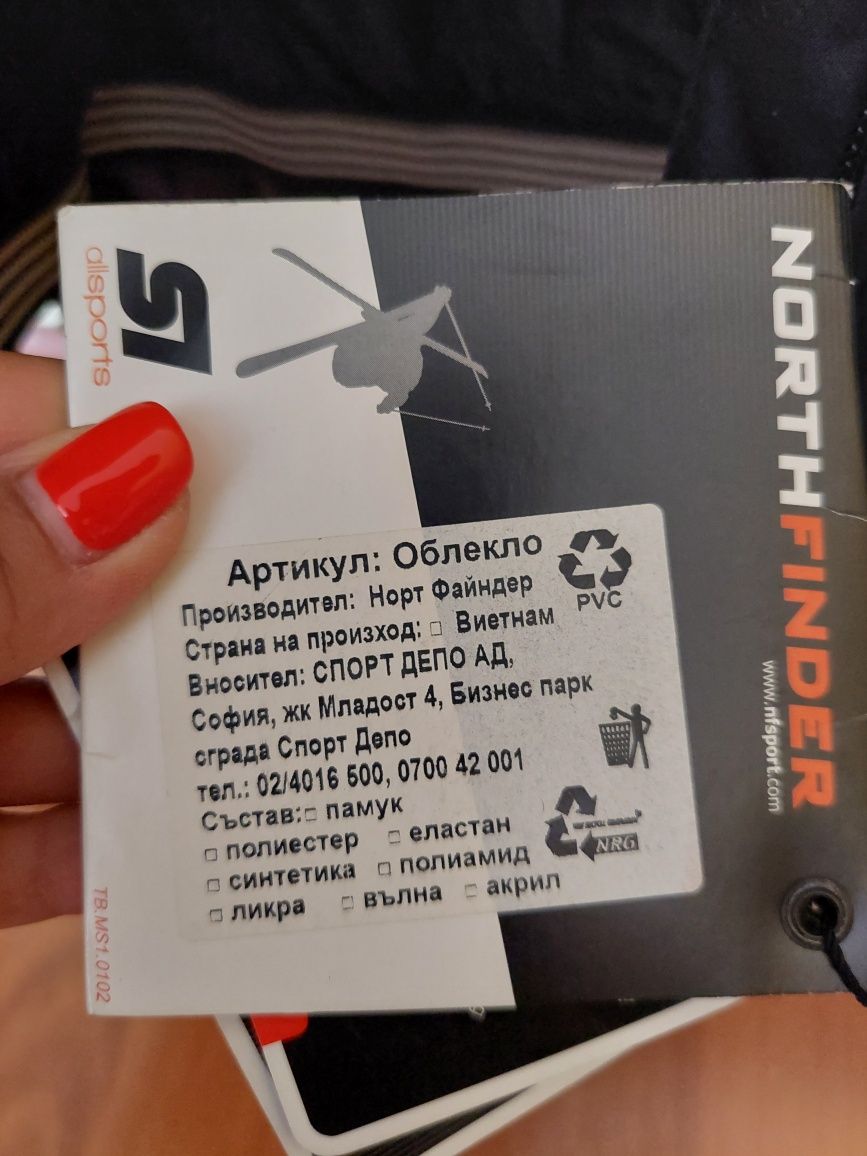 S1
allsports
NORTHFINDER
www.nfsport.com
Артикул: Облекло
PVC
Производител: Норт Файндер
Страна на произход: □ Виетнам
Вносител: СПОРТ ДЕПО АД,
София, жк Младост 4, Бизнес парк
сграда Спорт Депо
тел.: 02/4016 500, 0700 42 001
Състав:□ памук
□ полиестер □ еластан
□ синтетика □ полиамид
□ ликра □ вълна □ акрил
NRG
TB.MS1.0102